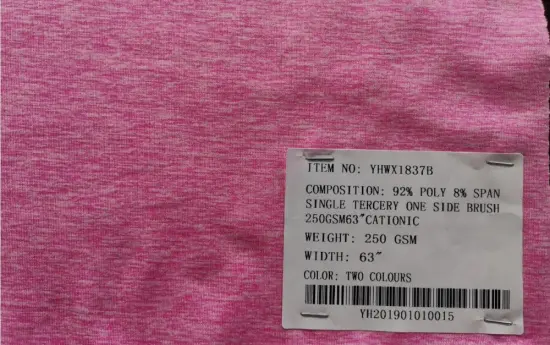 ITEM NO: YHWX1837B
COMPOSITION: 92% POLY 8% SPAN
SINGLE TERCERY ONE SIDE BRUSH
250GSM63"CATIONIC
WEIGHT: 250 GSM
WIDTH: 63"
COLOR: TWO COLOURS
YH201901010015